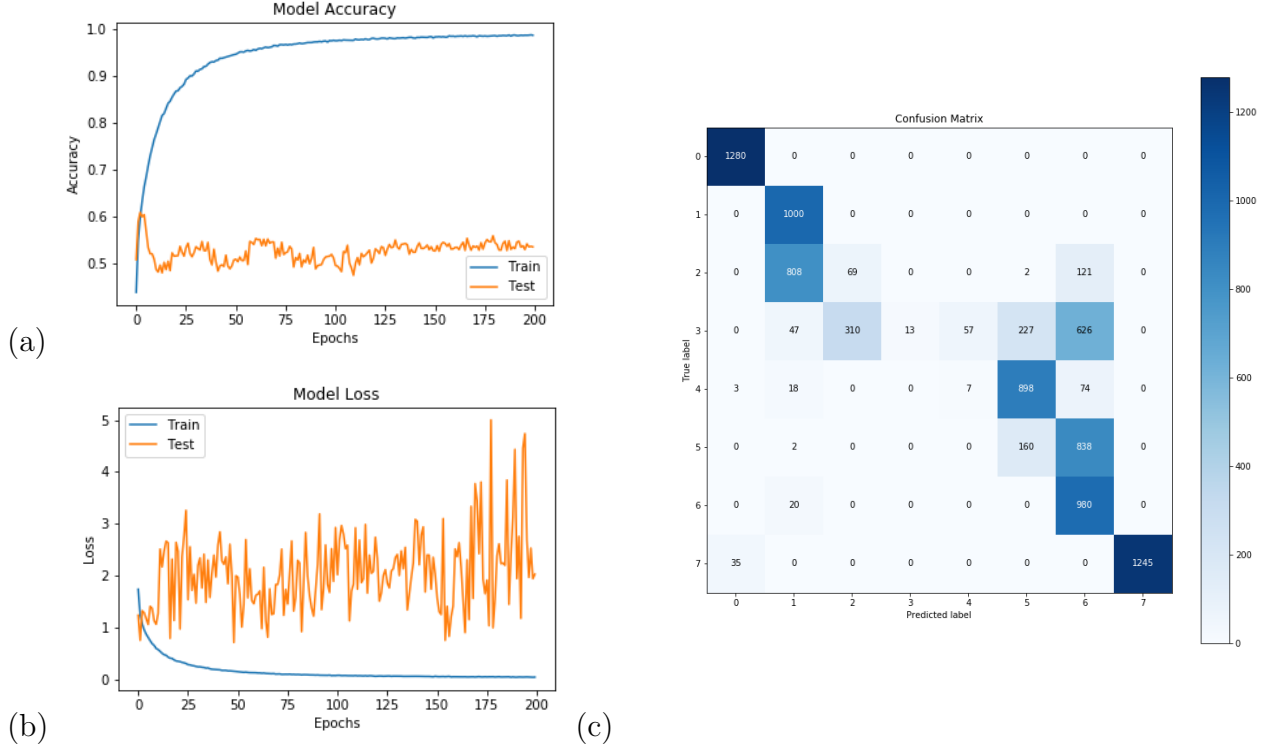 Model Accuracy
1.0
0.9
0.8
0.7
0.6
0.5
Accuracy
Train
Test
0 25 50 75 100 125 150 175 200
Epochs
(a)
Model Loss
5
4
3
2
1
0
Loss
Train
Test
0 25 50 75 100 125 150 175 200
Epochs
(b)
Confusion Matrix
0 1280 0 0 0 0 0 0 0
1 0 1000 0 0 0 0 0 0
2 0 808 69 0 0 2 121 0
3 0 47 310 13 57 227 626 0
4 3 18 0 0 7 898 74 0
5 0 2 0 0 0 160 838 0
6 0 20 0 0 0 0 980 0
7 35 0 0 0 0 0 0 1245
True label
0 1 2 3 4 5 6 7
Predicted label
1200
1000
800
600
400
200
0
(c)